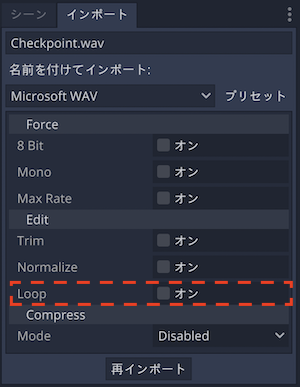 シーン インポート
Checkpoint.wav
名前を付けてインポート:
Microsoft WAV プリセット
Force
8 Bit オン
Mono オン
Max Rate オン
Edit
Trim オン
Normalize オン
Loop オン
Compress
Mode Disabled
再インポート